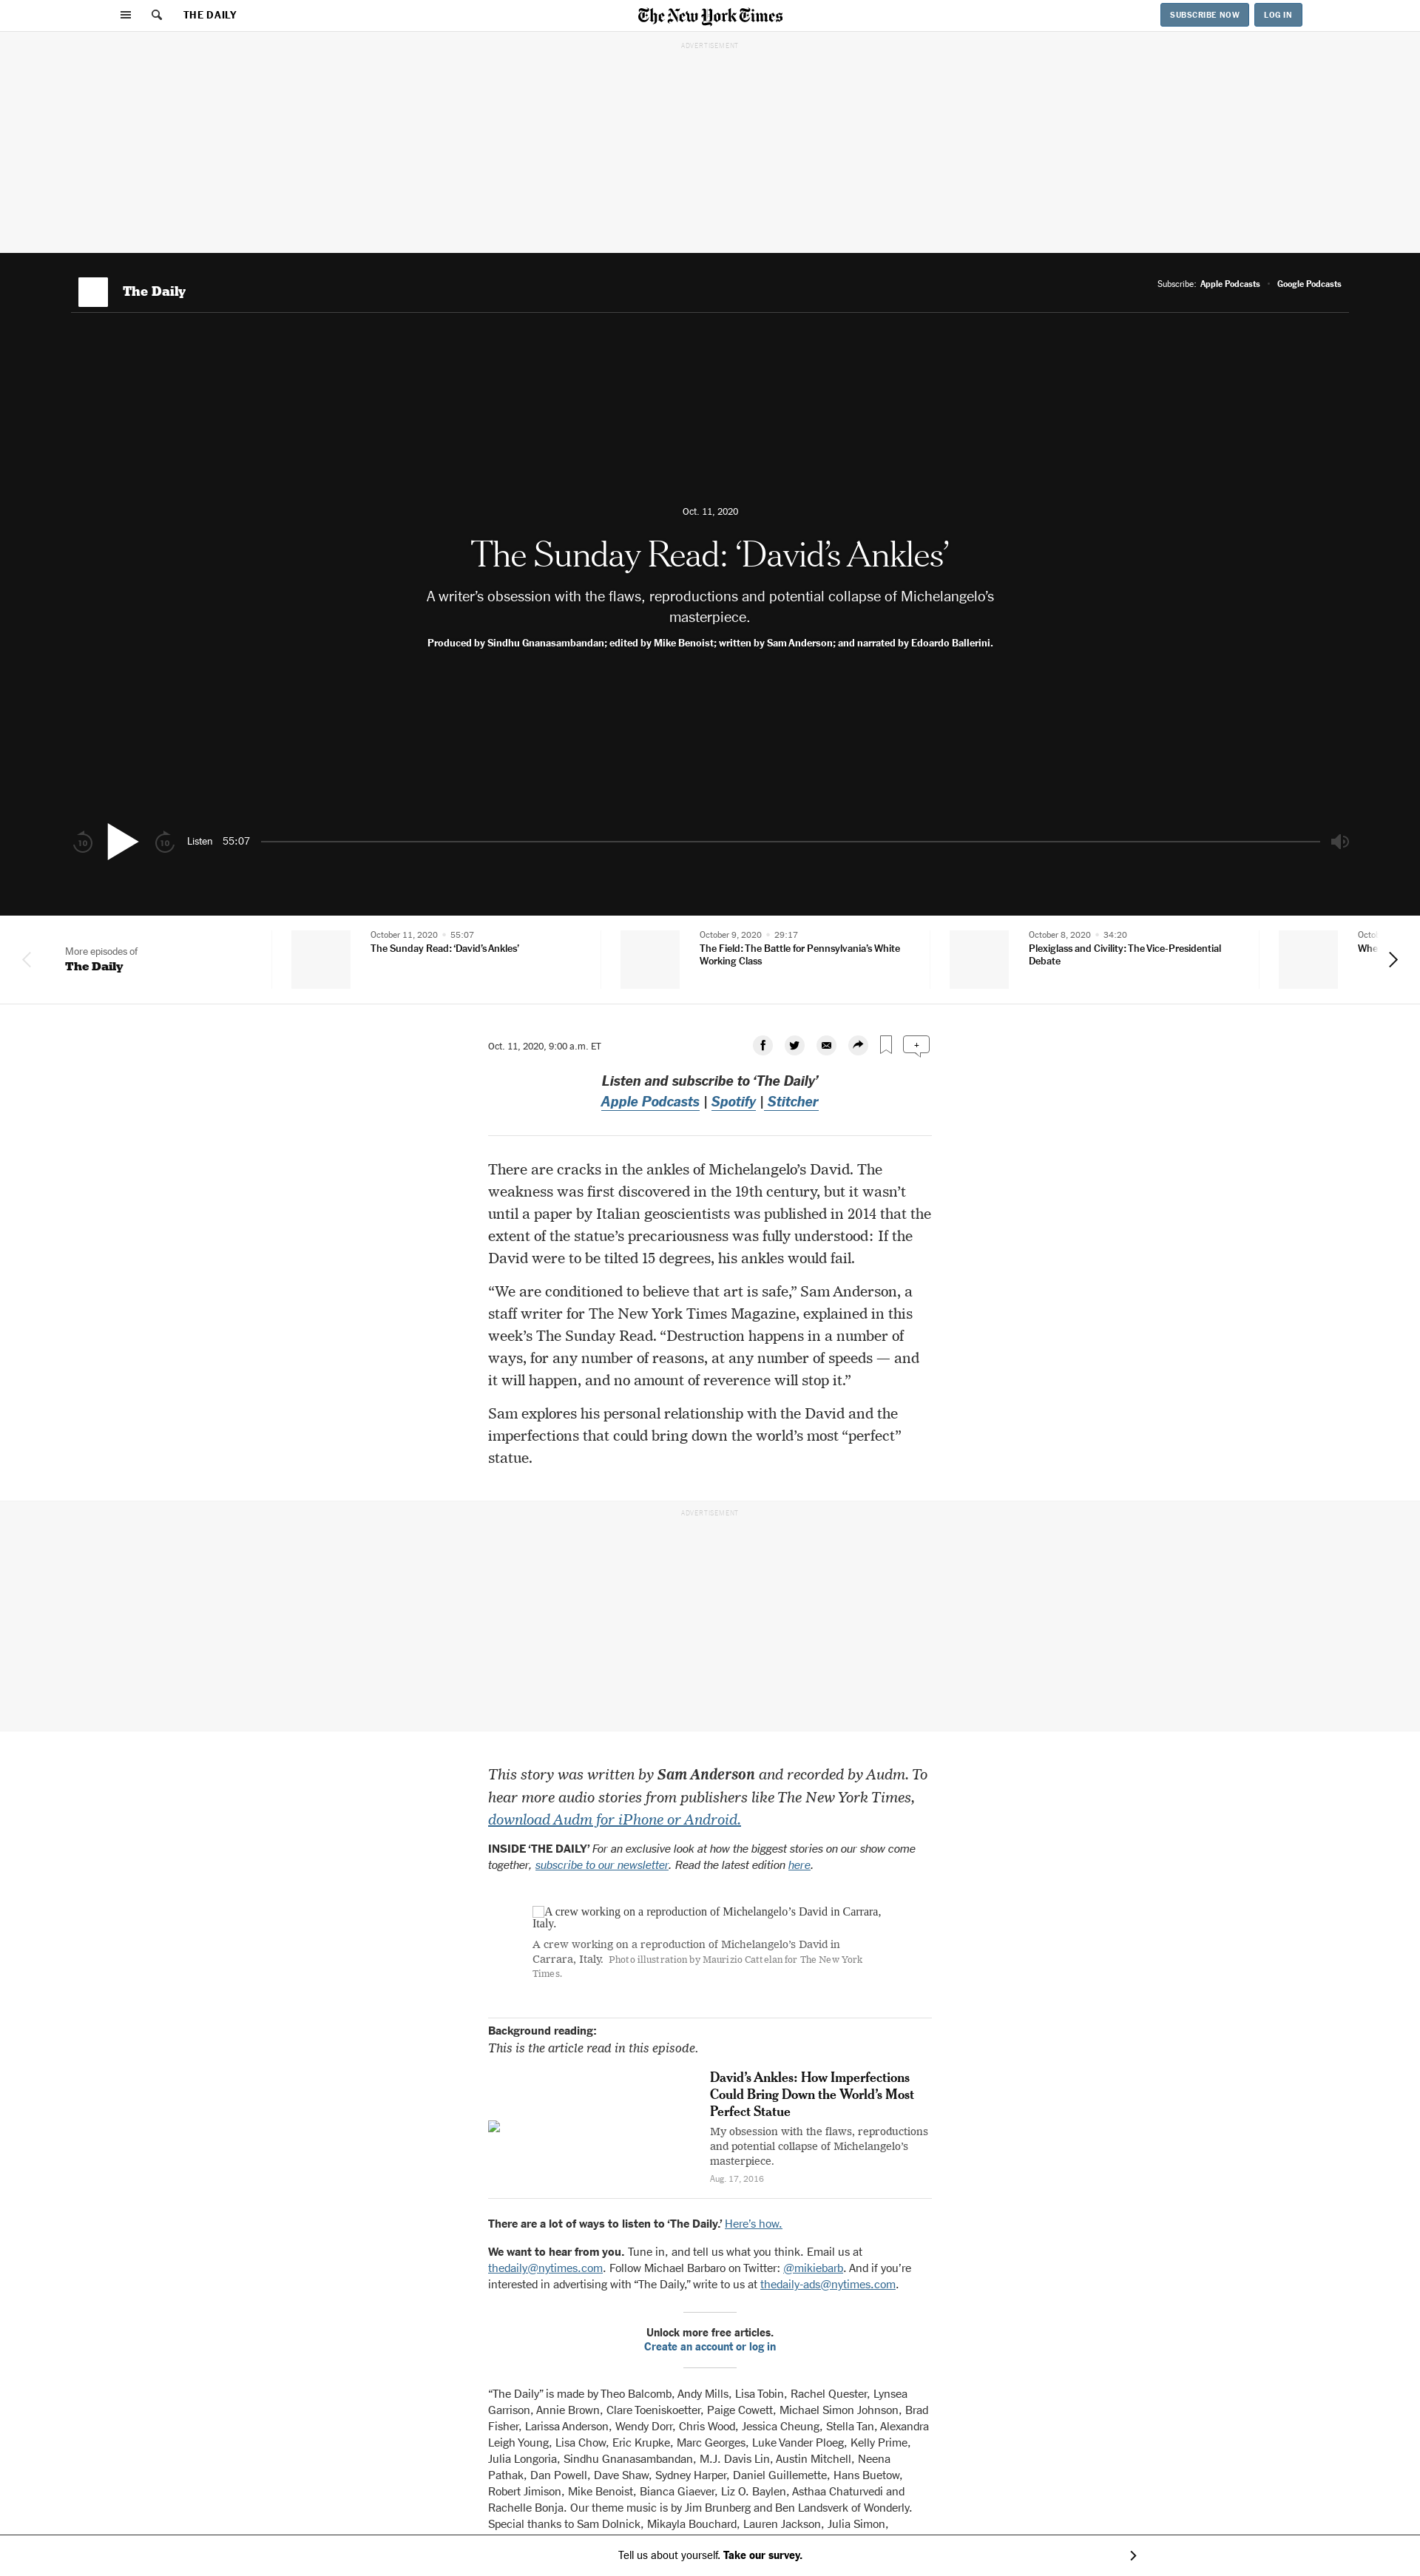 THE DAILY
The New York Times
SUBSCRIBE NOW
LOG IN
ADVERTISEMENT
The Daily
Subscribe: Apple Podcasts • Google Podcasts
Oct. 11, 2020
The Sunday Read: ‘David’s Ankles’
A writer’s obsession with the flaws, reproductions and potential collapse of Michelangelo’s
masterpiece.
Produced by Sindhu Gnanasambandan; edited by Mike Benoist; written by Sam Anderson; and narrated by Edoardo Ballerini.
10
10
Listen 55:07
More episodes of
The Daily
October 11, 2020 • 55:07
The Sunday Read: ‘David’s Ankles’
October 9, 2020 • 29:17
The Field: The Battle for Pennsylvania’s White
Working Class
October 8, 2020 • 34:20
Plexiglass and Civility: The Vice-Presidential
Debate
Octo
Whe
Oct. 11, 2020, 9:00 a.m. ET
+
Listen and subscribe to ‘The Daily’
Apple Podcasts | Spotify | Stitcher
There are cracks in the ankles of Michelangelo’s David. The
weakness was first discovered in the 19th century, but it wasn’t
until a paper by Italian geoscientists was published in 2014 that the
extent of the statue’s precariousness was fully understood: If the
David were to be tilted 15 degrees, his ankles would fail.
“We are conditioned to believe that art is safe,” Sam Anderson, a
staff writer for The New York Times Magazine, explained in this
week’s The Sunday Read. “Destruction happens in a number of
ways, for any number of reasons, at any number of speeds — and
it will happen, and no amount of reverence will stop it.”
Sam explores his personal relationship with the David and the
imperfections that could bring down the world’s most “perfect”
statue.
ADVERTISEMENT
This story was written by Sam Anderson and recorded by Audm. To
hear more audio stories from publishers like The New York Times,
download Audm for iPhone or Android.
INSIDE ‘THE DAILY’ For an exclusive look at how the biggest stories on our show come
together, subscribe to our newsletter. Read the latest edition here.
A crew working on a reproduction of Michelangelo’s David in Carrara,
Italy.
A crew working on a reproduction of Michelangelo’s David in
Carrara, Italy. Photo illustration by Maurizio Cattelan for The New York
Times.
Background reading:
This is the article read in this episode.
David’s Ankles: How Imperfections
Could Bring Down the World’s Most
Perfect Statue
My obsession with the flaws, reproductions
and potential collapse of Michelangelo’s
masterpiece.
Aug. 17, 2016
There are a lot of ways to listen to ‘The Daily.’ Here’s how.
We want to hear from you. Tune in, and tell us what you think. Email us at
thedaily@nytimes.com. Follow Michael Barbaro on Twitter: @mikiebarb. And if you’re
interested in advertising with “The Daily,” write to us at thedaily-ads@nytimes.com.
Unlock more free articles.
Create an account or log in
“The Daily” is made by Theo Balcomb, Andy Mills, Lisa Tobin, Rachel Quester, Lynsea
Garrison, Annie Brown, Clare Toeniskoetter, Paige Cowett, Michael Simon Johnson, Brad
Fisher, Larissa Anderson, Wendy Dorr, Chris Wood, Jessica Cheung, Stella Tan, Alexandra
Leigh Young, Lisa Chow, Eric Krupke, Marc Georges, Luke Vander Ploeg, Kelly Prime,
Julia Longoria, Sindhu Gnanasambandan, M.J. Davis Lin, Austin Mitchell, Neena
Pathak, Dan Powell, Dave Shaw, Sydney Harper, Daniel Guillemette, Hans Buetow,
Robert Jimison, Mike Benoist, Bianca Giaever, Liz O. Baylen, Asthaa Chaturvedi and
Rachelle Bonja. Our theme music is by Jim Brunberg and Ben Landsverk of Wonderly.
Special thanks to Sam Dolnick, Mikayla Bouchard, Lauren Jackson, Julia Simon,
Tell us about yourself. Take our survey.